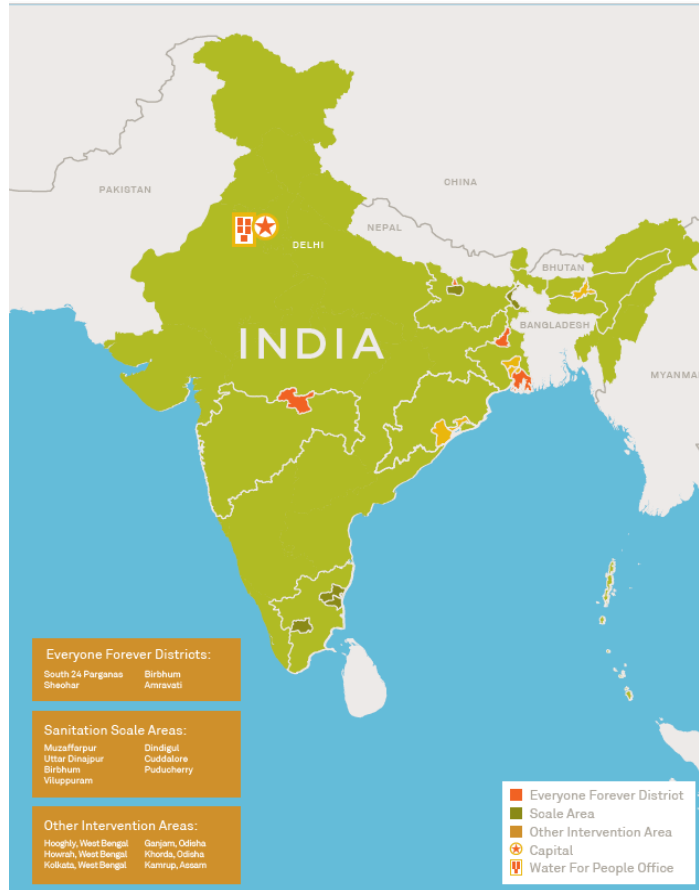 CHINA
PAKISTAN
NEPAL
DELHI
BHUTAN
BANGLADESH
INDIA
MYANMAR
Everyone Forever Districts:
South 24 Parganas Birbhum
Sheohar Amravati
Sanitation Scale Areas:
Muzaffarpur Dindigul
Uttar Dinajpur Cuddalore
Birbhum Puducherry
Viluppuram
Other Intervention Areas:
Hooghly, West Bengal Ganjam, Odisha
Howrah, West Bengal Khorda, Odisha
Kolkata, West Bengal Kamrup, Assam
Everyone Forever District
Scale Area
Other Intervention Area
Capital
Water For People Office